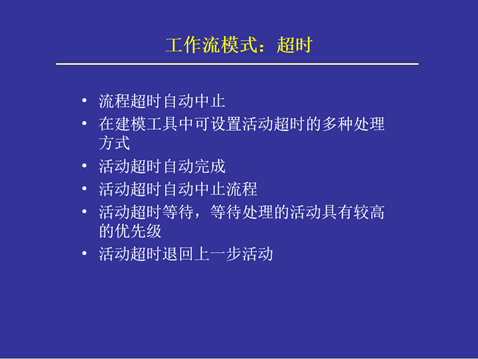 工作流模式：超时
• 流程超时自动中止
• 在建模工具中可设置活动超时的多种处理
方式
• 活动超时自动完成
• 活动超时自动中止流程
• 活动超时等待，等待处理的活动具有较高
的优先级
• 活动超时退回上一步活动